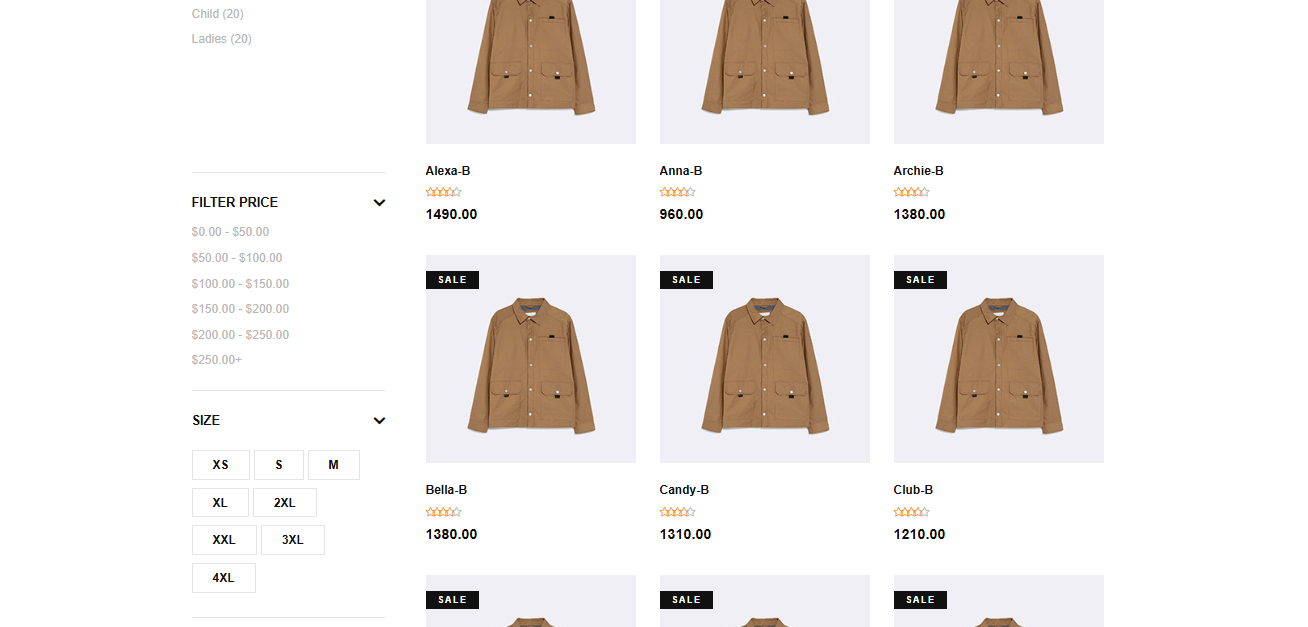 Child (20)
Ladies (20)
FILTER PRICE
$0.00 - $50.00
$50.00 - $100.00
$100.00 - $150.00
$150.00 - $200.00
$200.00 - $250.00
$250.00+
SIZE
XS S M
XL 2XL
XXL 3XL
4XL
Alexa-B Anna-B Archie-B
1490.00 960.00 1380.00
SALE SALE SALE
Bella-B Candy-B Club-B
1380.00 1310.00 1210.00
SALE SALE SALE